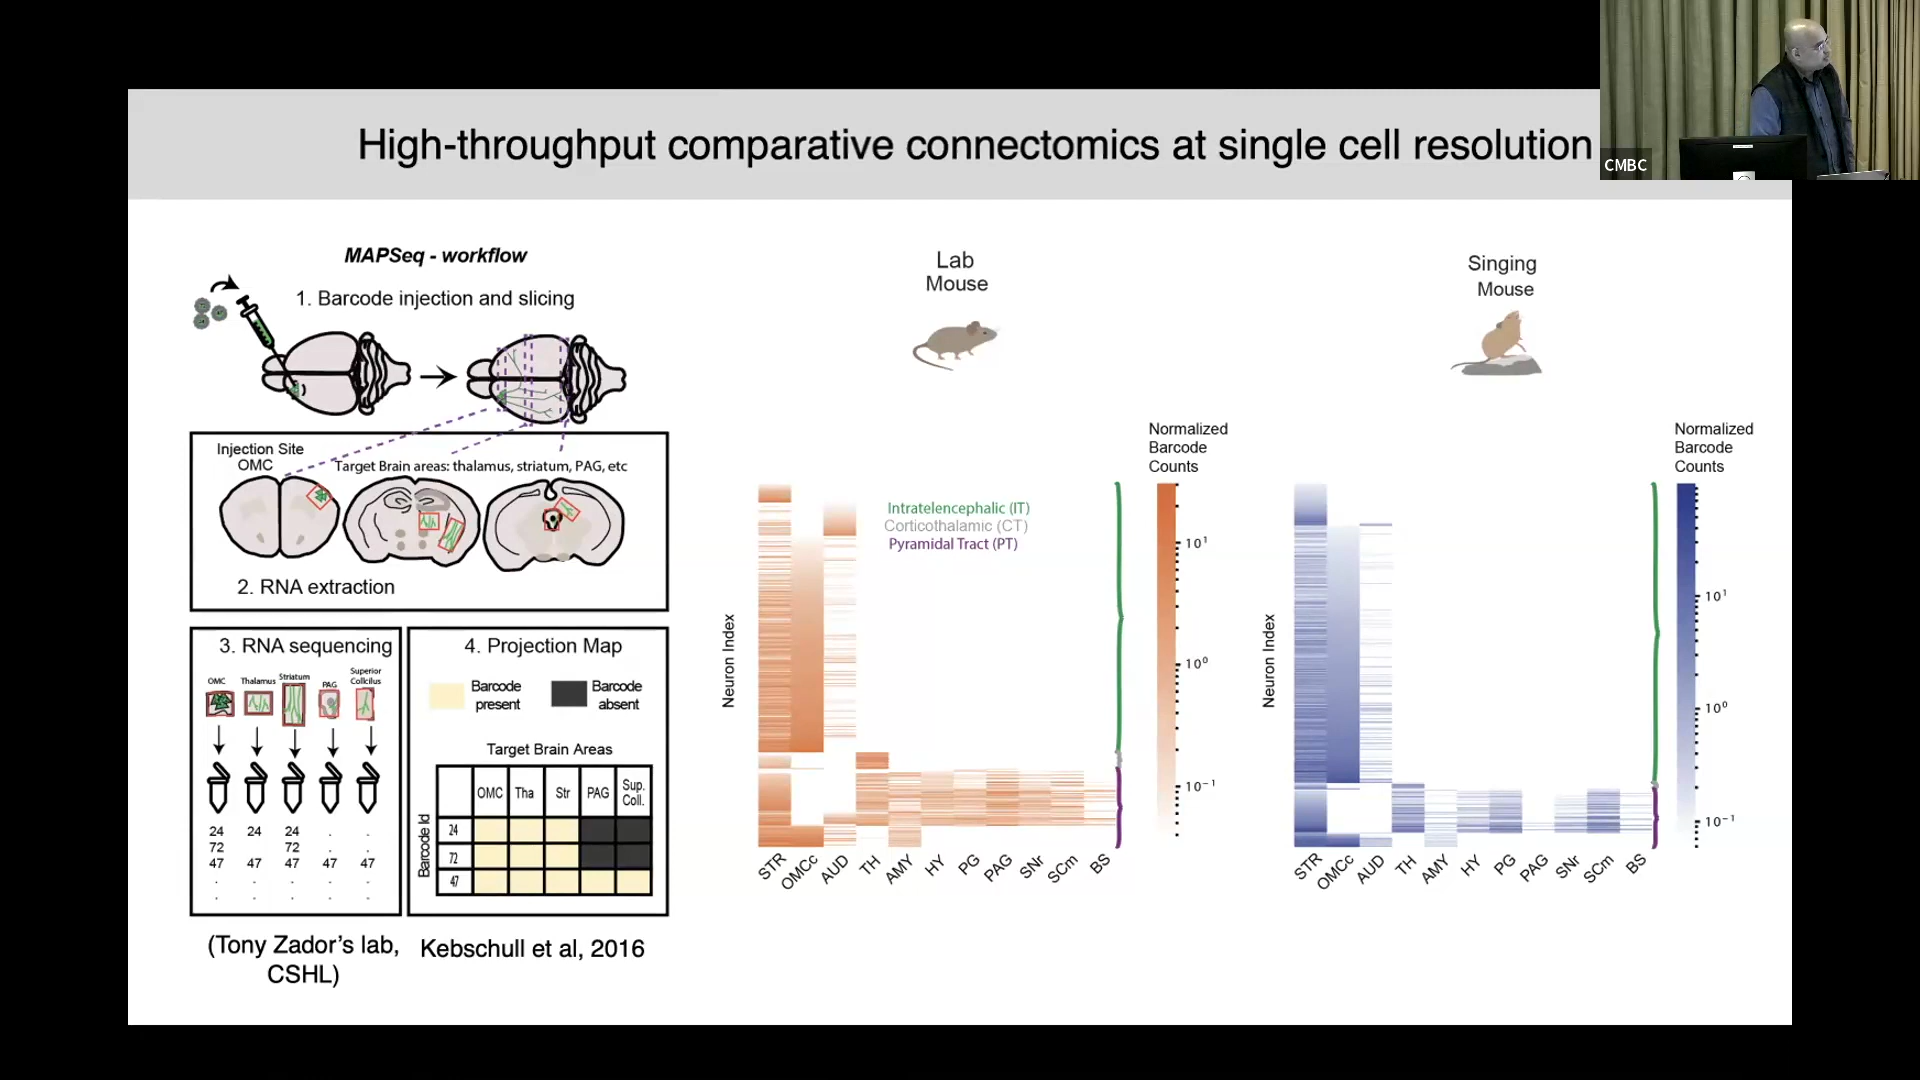 High-throughput comparative connectomics at single cell resolution
CMBC
MAPSeq - workflow
1. Barcode injection and slicing
Injection Site
OMC
Target Brain areas: thalamus, striatum, PAG, etc
2. RNA extraction
3. RNA sequencing
OMC
Thalamus
Striatum
PAG
Superior
Collcilus
24 24 24 . .
72 72 . .
47 47 47 47 47
. . . . .
. . . . .
4. Projection Map
Barcode
present
Barcode
absent
Target Brain Areas
OMC Tha Str PAG Sup.
Coll.
Barcode Id
24
72
47
(Tony Zador’s lab,
CSHL)
Kebschull et al, 2016
Lab
Mouse
Normalized
Barcode
Counts
Intratelencephalic (IT)
Corticothalamic (CT)
Pyramidal Tract (PT)
Neuron Index
10¹
10⁰
10⁻¹
STR OMCc AUD TH AMY HY PG PAG SNr SCm BS
Singing
Mouse
Normalized
Barcode
Counts
Neuron Index
10¹
10⁰
10⁻¹
STR OMCc AUD TH AMY HY PG PAG SNr SCm BS